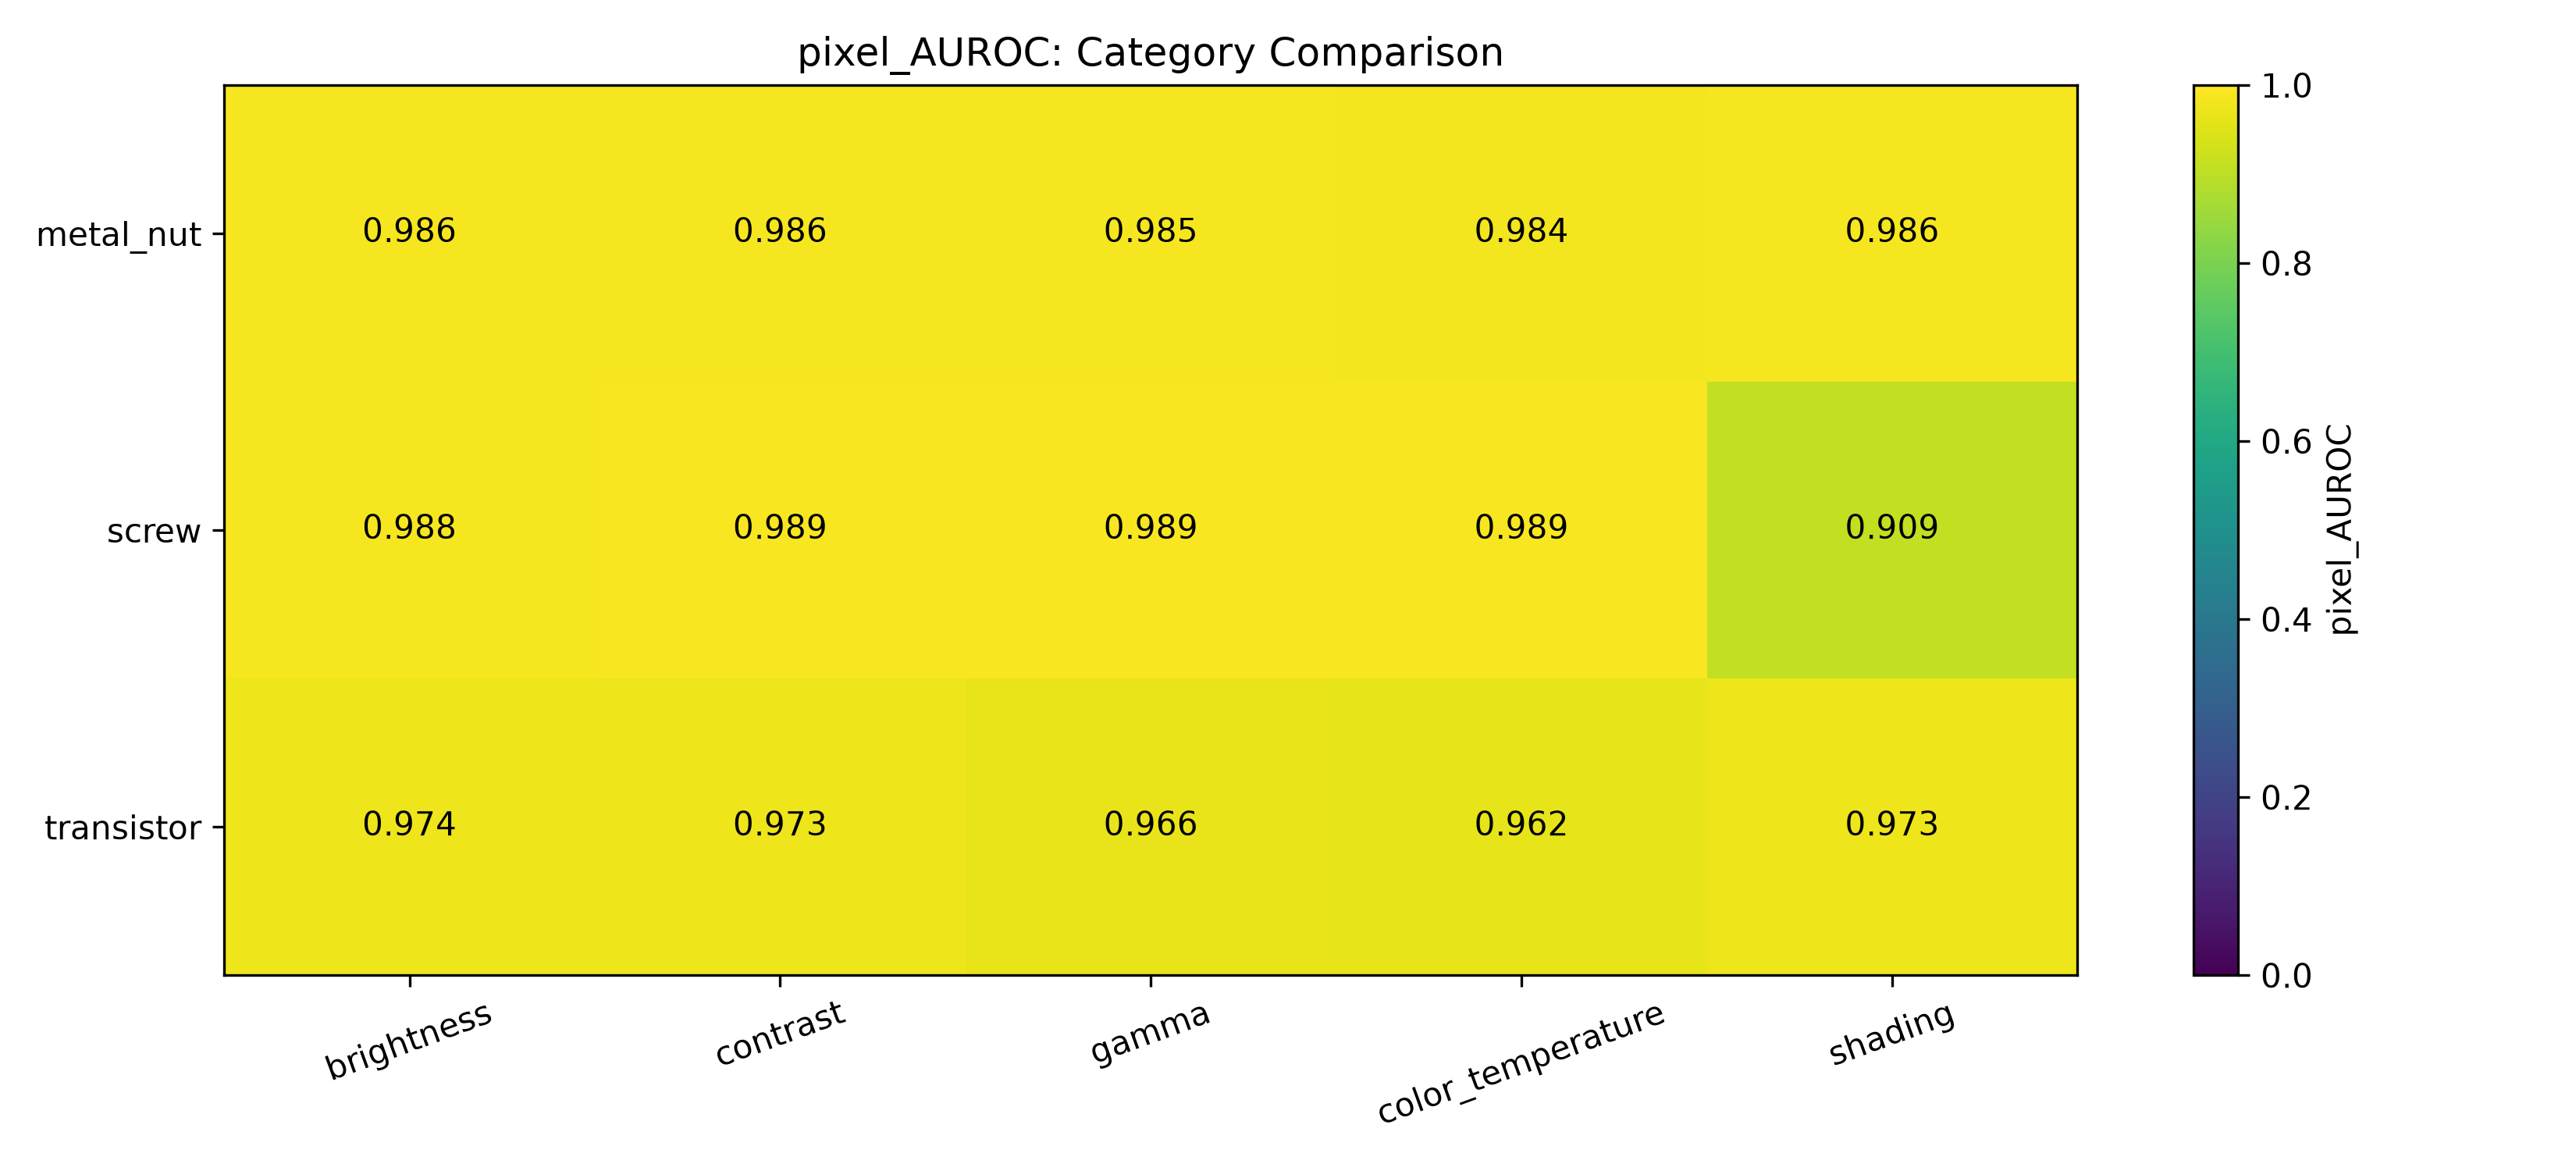 pixel_AUROC: Category Comparison
metal_nut 0.986 0.986 0.985 0.984 0.986
screw 0.988 0.989 0.989 0.989 0.909
transistor 0.974 0.973 0.966 0.962 0.973
brightness contrast gamma color_temperature shading
1.0
0.8
0.6
0.4
0.2
0.0
pixel_AUROC